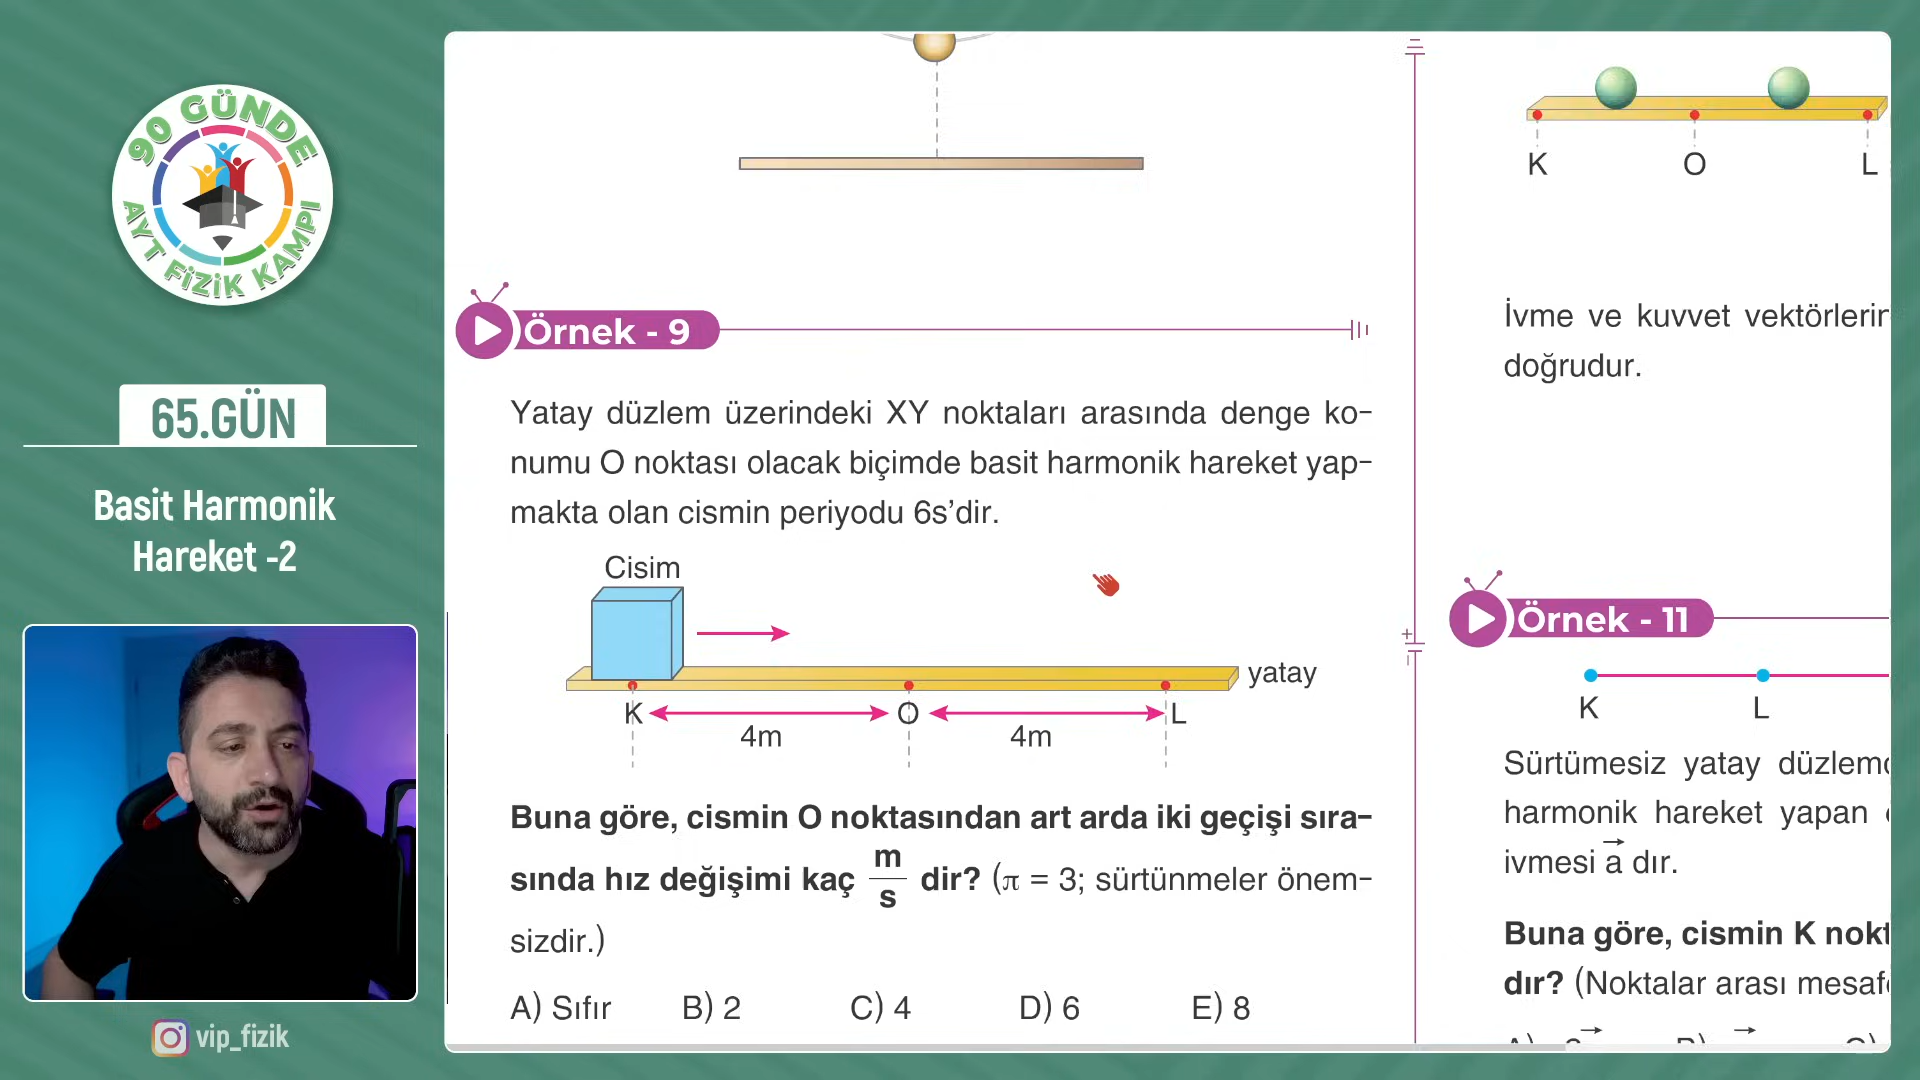 90 GÜNDE
AYT FİZİK KAMPI
65.GÜN
Basit Harmonik
Hareket -2
vip_fizik
Örnek - 9
Yatay düzlem üzerindeki XY noktaları arasında denge ko-
numu O noktası olacak biçimde basit harmonik hareket yap-
makta olan cismin periyodu 6s'dir.
Cisim
yatay
K O L
4m 4m
Buna göre, cismin O noktasından art arda iki geçişi sıra-
sında hız değişimi kaç m/s dir? (π = 3; sürtünmeler önem-
sizdir.)
A) Sıfır B) 2 C) 4 D) 6 E) 8
K O L
İvme ve kuvvet vektörlerin
doğrudur.
Örnek - 11
K L
Sürtümesiz yatay düzlem
harmonik hareket yapan
ivmesi a dır.
Buna göre, cismin K nokt
dır? (Noktalar arası mesaf